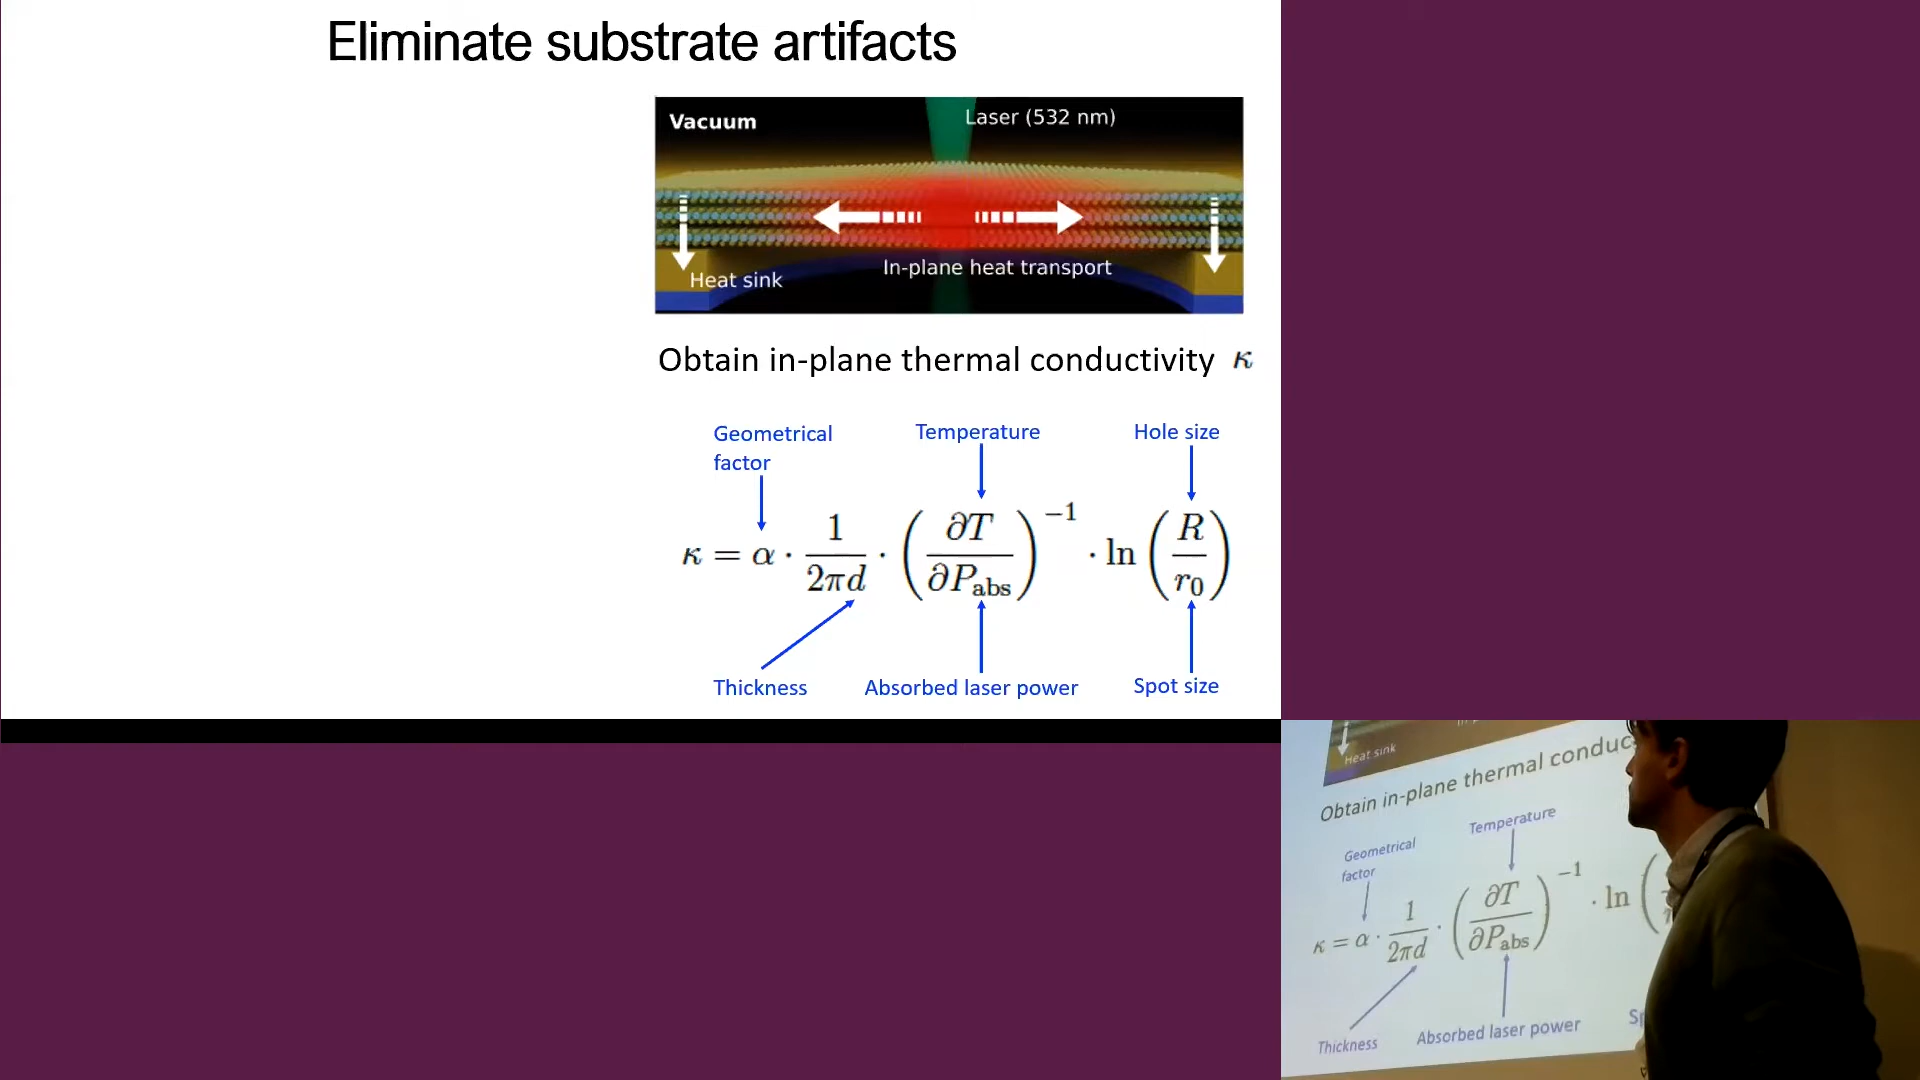 Eliminate substrate artifacts
Vacuum
Laser (532 nm)
In-plane heat transport
Heat sink
Obtain in-plane thermal conductivity κ
Geometrical
factor
Temperature
Hole size
κ = α · 1/(2πd) · (∂T/∂P_abs)^−1 · ln(R/r_0)
Thickness
Absorbed laser power
Spot size
Heat sink
Obtain in-plane thermal conduc
Temperature
Geometrical
factor
κ = α · 1/(2πd) · (∂T/∂P_abs)^−1 · ln(
Thickness
Absorbed laser power